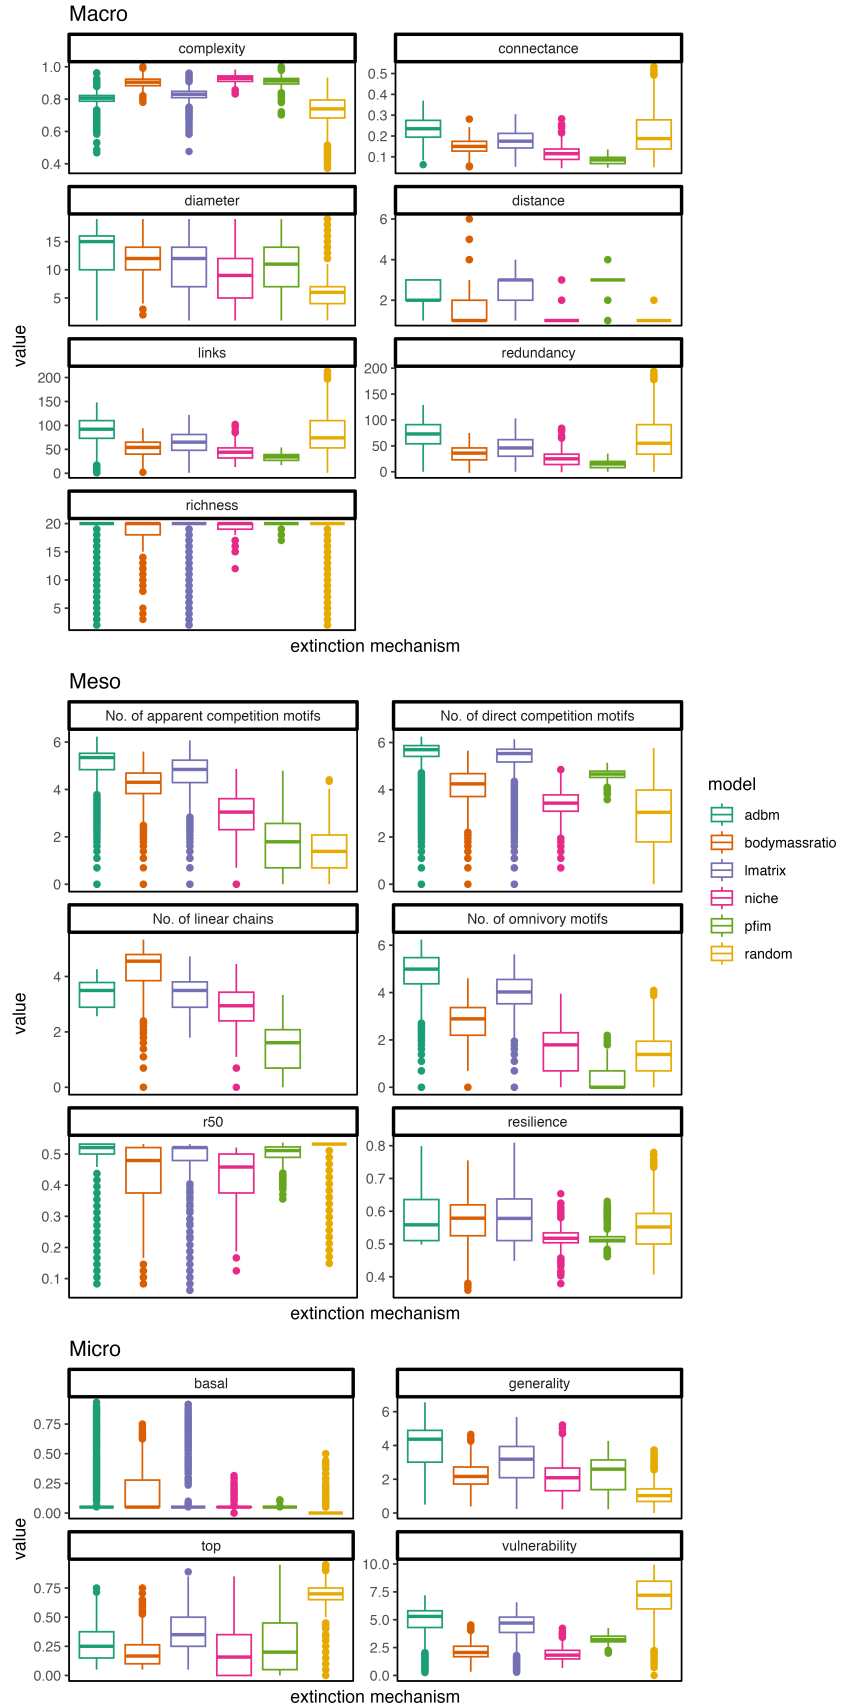 Macro
complexity
connectance
1.0
0.8
0.6
0.4
0.5
0.4
0.3
0.2
0.1
diameter
distance
15
10
5
6
4
2
value
links
redundancy
200
150
100
50
0
200
150
100
50
0
richness
20
15
10
5
extinction mechanism
Meso
No. of apparent competition motifs
No. of direct competition motifs
6
4
2
0
6
4
2
0
model
adbm
bodymassratio
lmatrix
niche
pfim
random
No. of linear chains
No. of omnivory motifs
4
2
0
6
4
2
0
value
r50
resilience
0.5
0.4
0.3
0.2
0.1
0.8
0.7
0.6
0.5
0.4
extinction mechanism
Micro
basal
generality
0.75
0.50
0.25
0.00
6
4
2
0
value
top
vulnerability
0.75
0.50
0.25
0.00
10.0
7.5
5.0
2.5
0.0
extinction mechanism